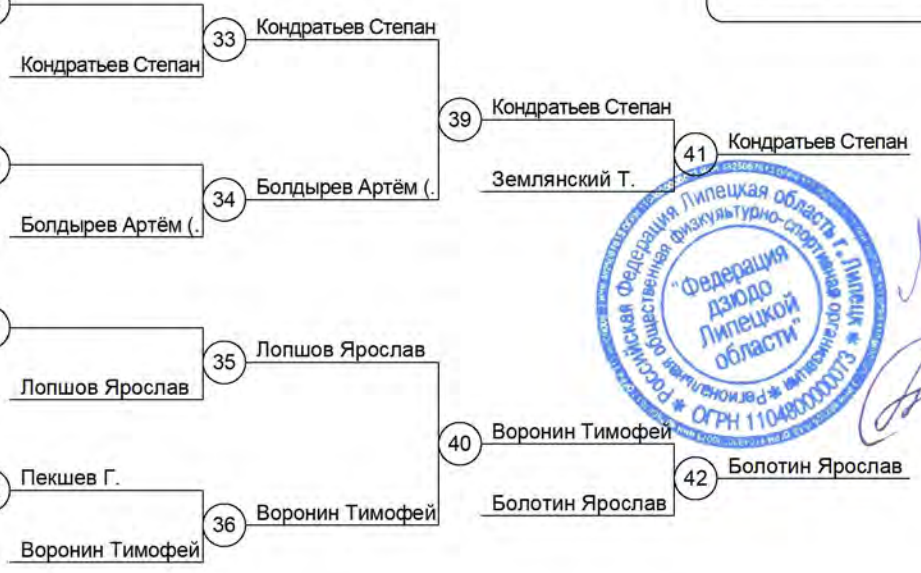 33
Кондратьев Степан
Кондратьев Степан
39
Кондратьев Степан
41
Кондратьев Степан
Землянский Т.
34
Болдырев Артём (.
Болдырев Артём (.
35
Лопшов Ярослав
Лопшов Ярослав
40
Воронин Тимофей
42
Болотин Ярослав
Болотин Ярослав
Пекшев Г.
36
Воронин Тимофей
Воронин Тимофей
Российская Федерация Липецкая область г. Липецк * ОГРН 1104800000073 *
Региональная общественная физкультурно-спортивная организация *
"Федерация
дзюдо
Липецкой
области"